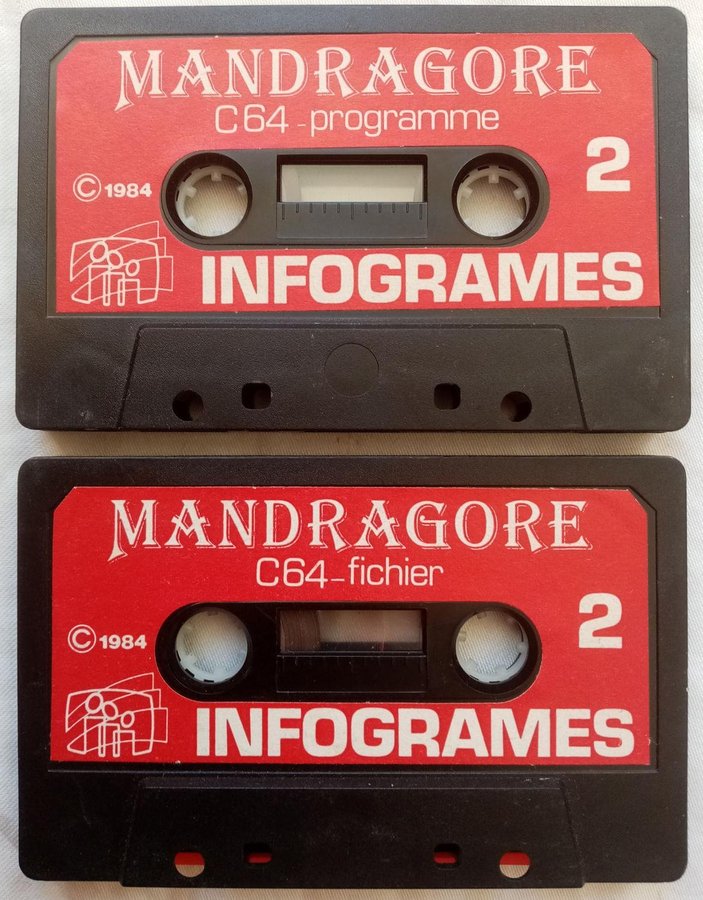 MANDRAGORE
C64-programme
2
© 1984
INFOGRAMES
MANDRAGORE
C64-fichier
2
© 1984
INFOGRAMES